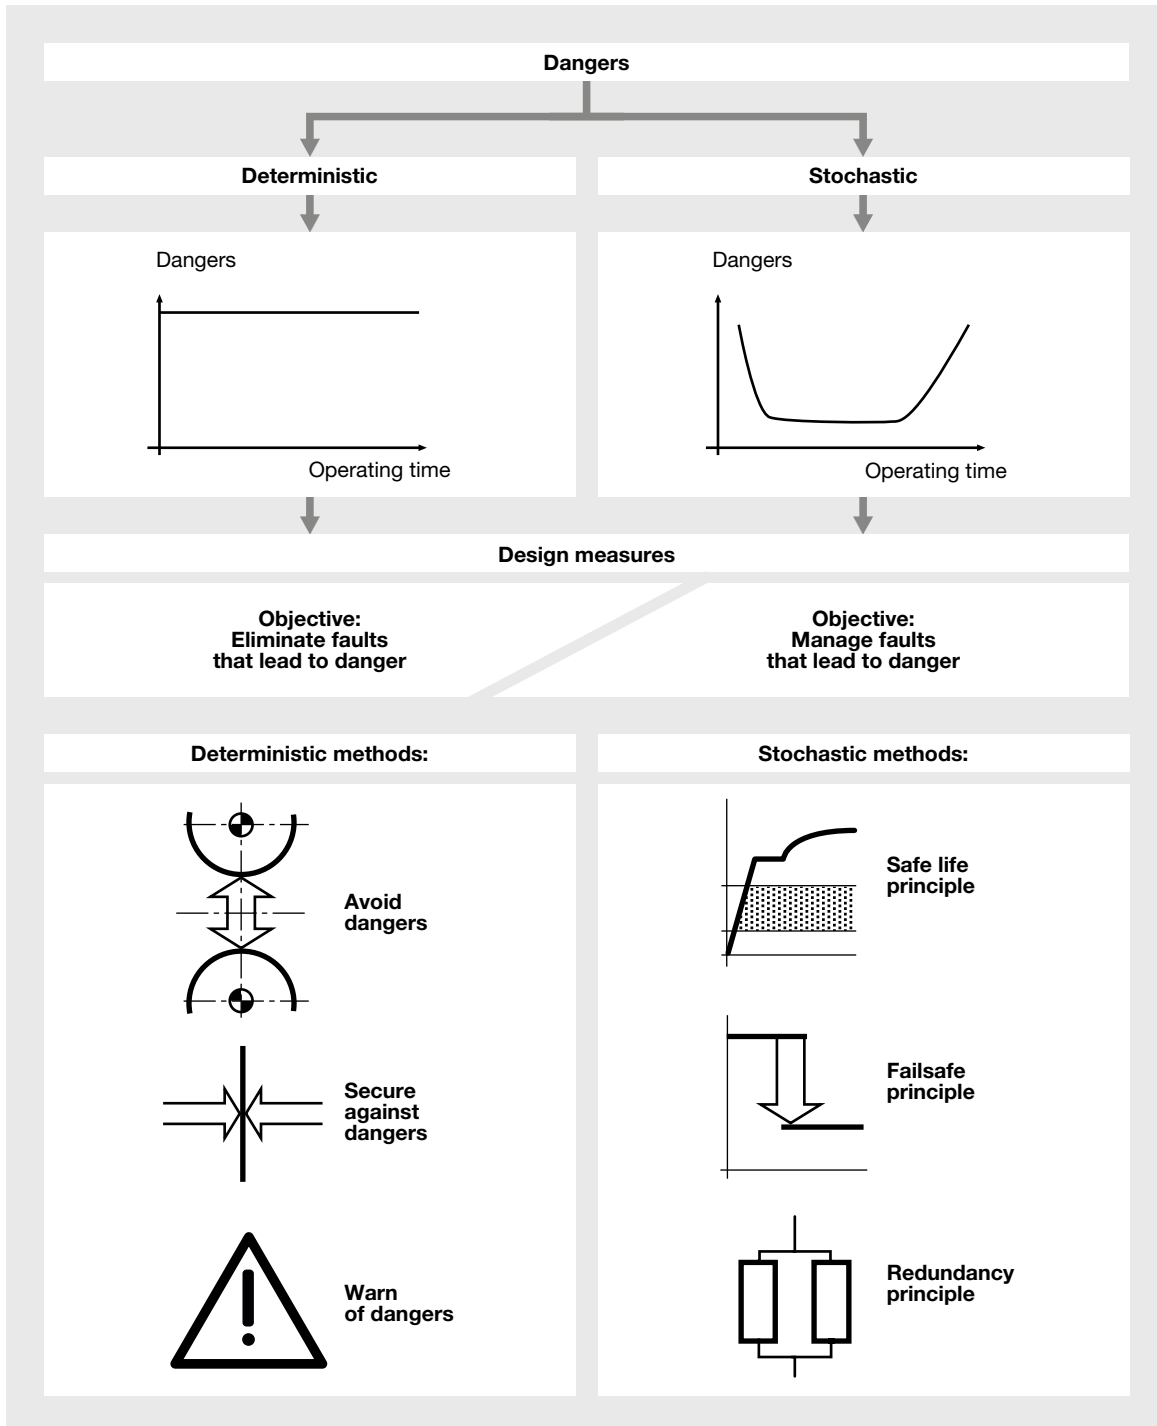 Dangers
Deterministic
Stochastic
Dangers
Operating time
Dangers
Operating time
Design measures
Objective:
Eliminate faults
that lead to danger
Objective:
Manage faults
that lead to danger
Deterministic methods:
Avoid
dangers
Secure
against
dangers
Warn
of dangers
Stochastic methods:
Safe life
principle
Failsafe
principle
Redundancy
principle